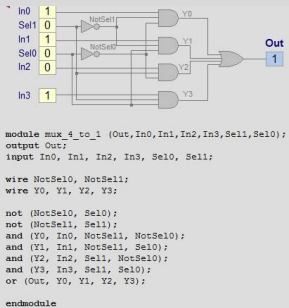 In0 1
Sel1 0
In1 1
Sel0 0
In2 0
In3 1
NotSel1
NotSel0
Y0
Y1
Y2
Y3
Out
1
module mux_4_to_1 (Out,In0,In1,In2,In3,Sel1,Sel0);
output Out;
input In0, In1, In2, In3, Sel0, Sel1;
wire NotSel0, NotSel1;
wire Y0, Y1, Y2, Y3;
not (NotSel0, Sel0);
not (NotSel1, Sel1);
and (Y0, In0, NotSel1, NotSel0);
and (Y1, In1, NotSel1, Sel0);
and (Y2, In2, Sel1, NotSel0);
and (Y3, In3, Sel1, Sel0);
or (Out, Y0, Y1, Y2, Y3);
endmodule